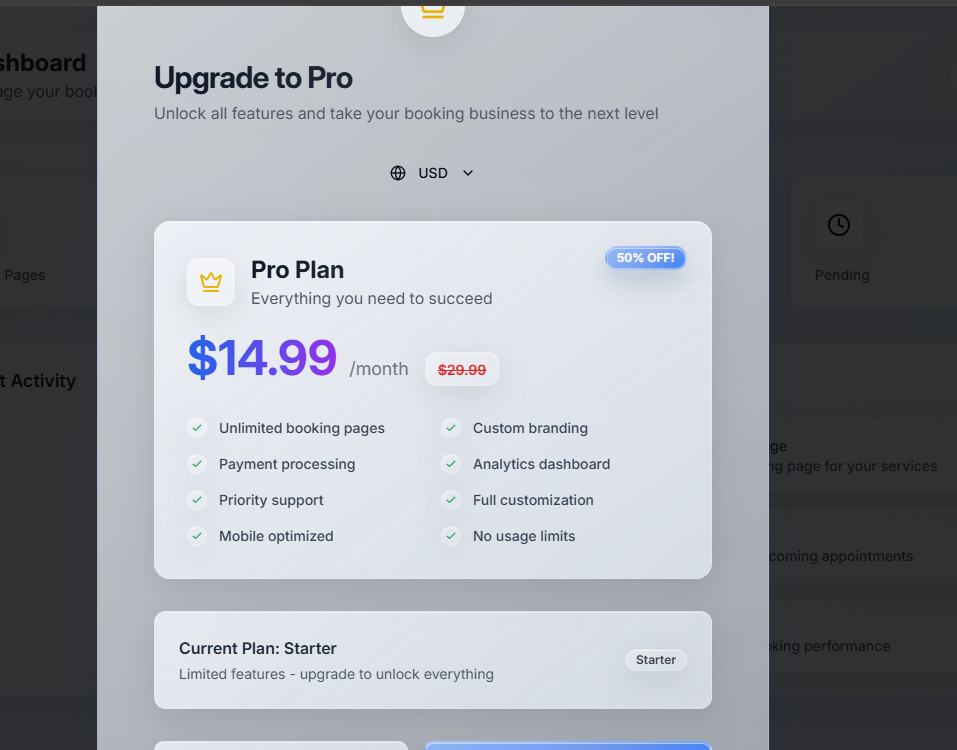 shboard
age your book
Upgrade to Pro
Unlock all features and take your booking business to the next level
USD
Pages
Pending
Pro Plan
Everything you need to succeed
50% OFF!
$14.99 /month $29.99
t Activity
Unlimited booking pages
Custom branding
Payment processing
Analytics dashboard
Priority support
Full customization
Mobile optimized
No usage limits
ge
ng page for your services
coming appointments
king performance
Current Plan: Starter
Limited features - upgrade to unlock everything
Starter